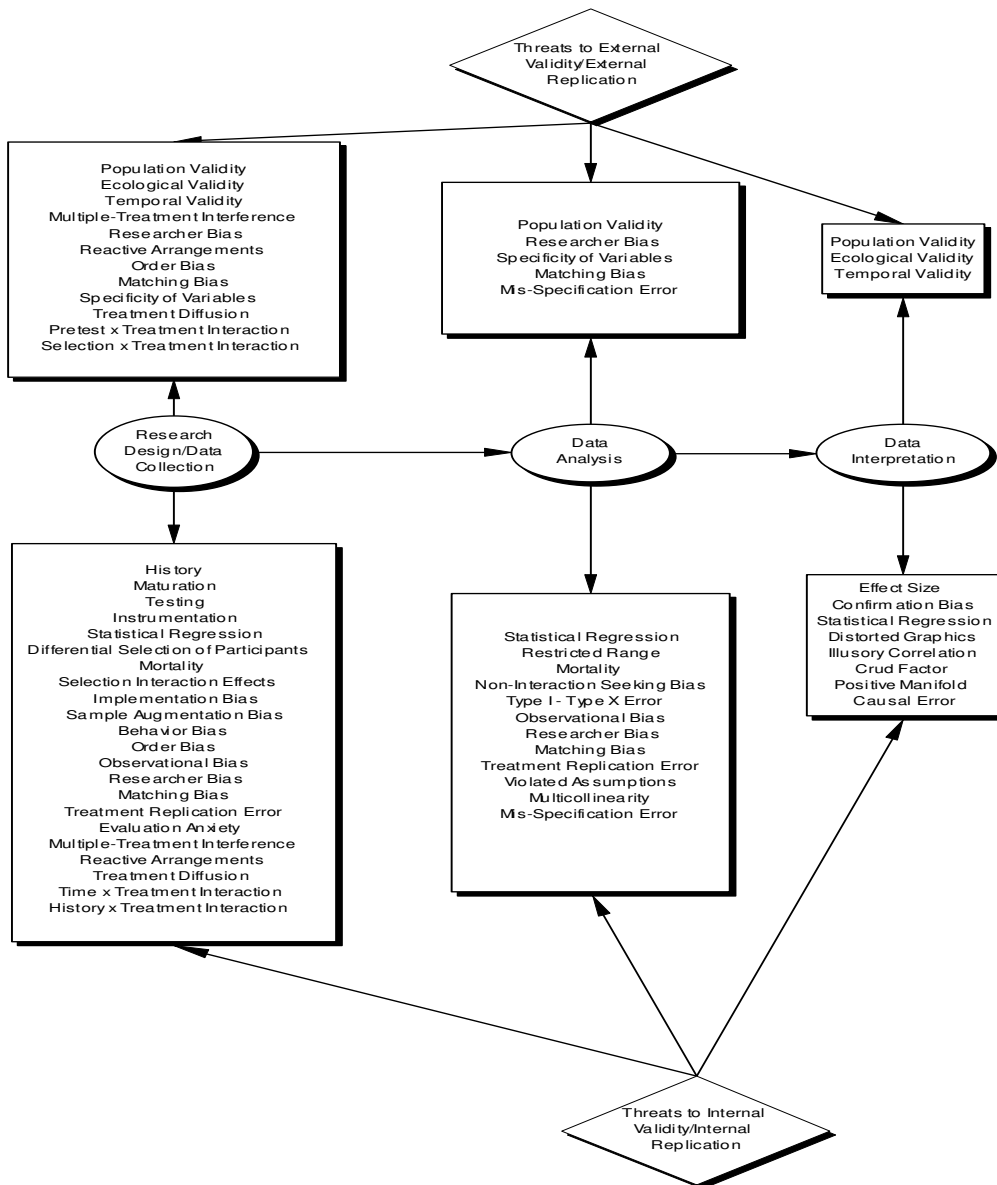 Threats to External
Validity/External
Replication
Population Validity
Ecological Validity
Temporal Validity
Multiple-Treatment Interference
Researcher Bias
Reactive Arrangements
Order Bias
Matching Bias
Specificity of Variables
Treatment Diffusion
Pretest x Treatment Interaction
Selection x Treatment Interaction
Population Validity
Researcher Bias
Specificity of Variables
Matching Bias
Mis-Specification Error
Population Validity
Ecological Validity
Temporal Validity
Research
Design/Data
Collection
Data
Analysis
Data
Interpretation
History
Maturation
Testing
Instrumentation
Statistical Regression
Differential Selection of Participants
Mortality
Selection Interaction Effects
Implementation Bias
Sample Augmentation Bias
Behavior Bias
Order Bias
Observational Bias
Researcher Bias
Matching Bias
Treatment Replication Error
Evaluation Anxiety
Multiple-Treatment Interference
Reactive Arrangements
Treatment Diffusion
Time x Treatment Interaction
History x Treatment Interaction
Statistical Regression
Restricted Range
Mortality
Non-Interaction Seeking Bias
Type I - Type X Error
Observational Bias
Researcher Bias
Matching Bias
Treatment Replication Error
Violated Assumptions
Multicollinearity
Mis-Specification Error
Effect Size
Confirmation Bias
Statistical Regression
Distorted Graphics
Illusory Correlation
Crud Factor
Positive Manifold
Causal Error
Threats to Internal
Validity/Internal
Replication